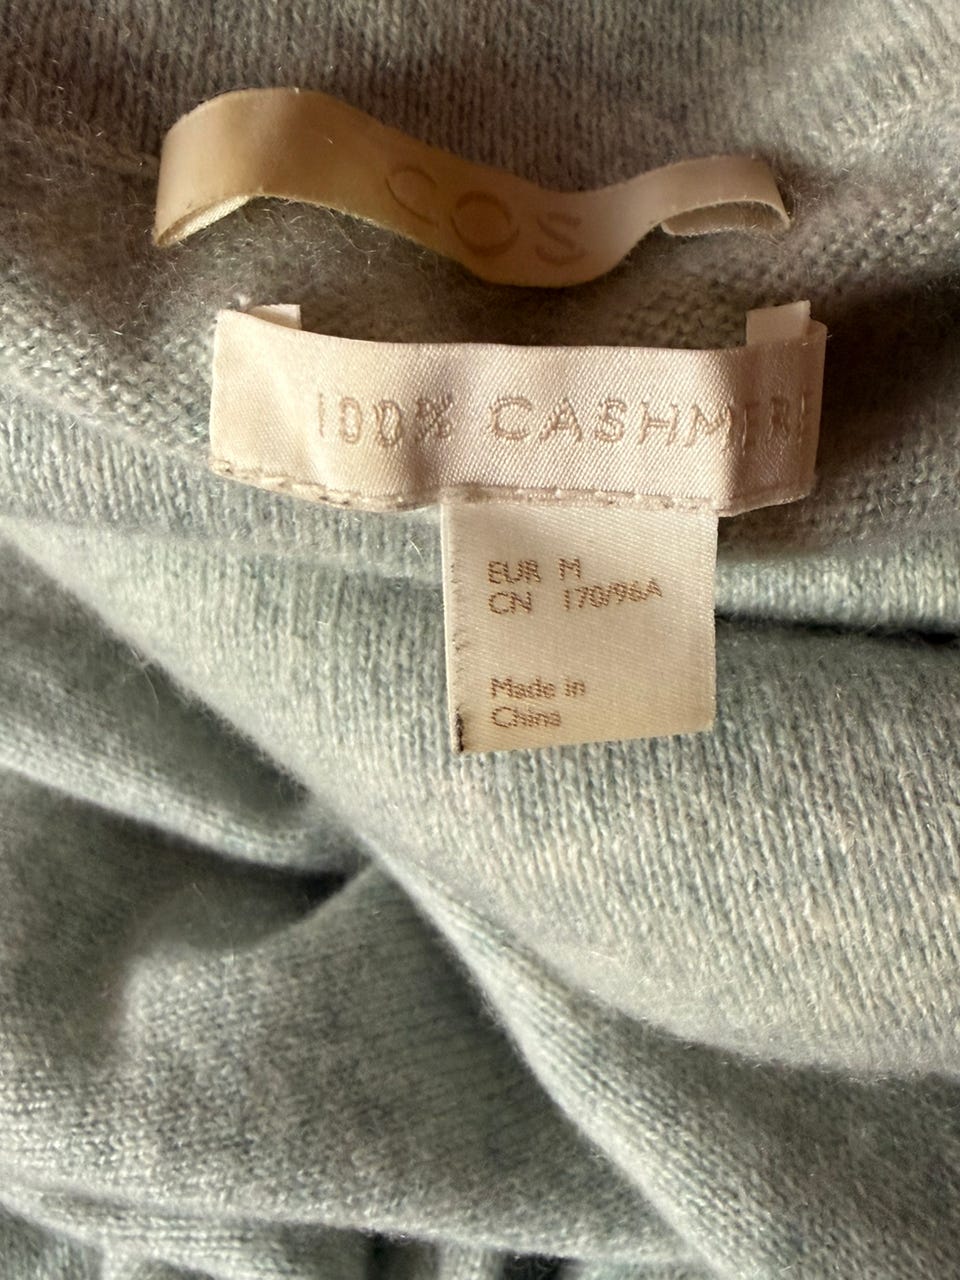 COS
100% CASHMERE
EUR M
CN 170/96A
Made in
China